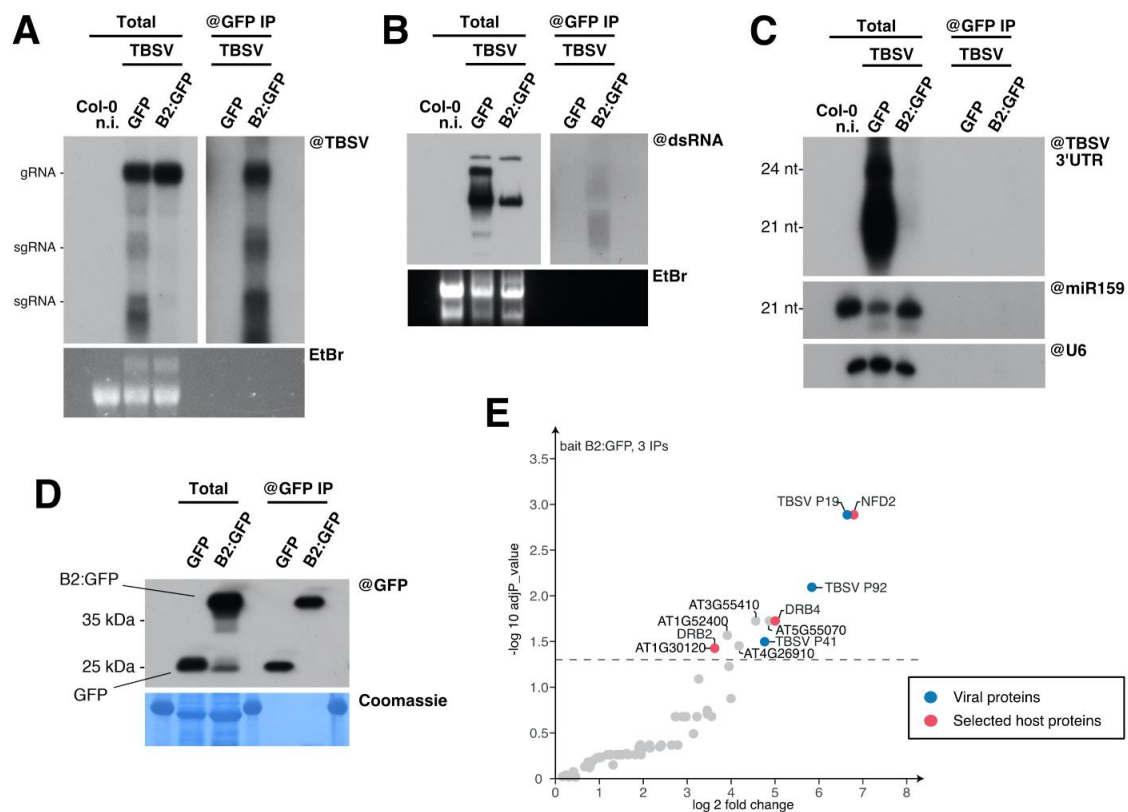 A
Total
@GFP IP
TBSV
TBSV
Col-0
n.i.
GFP
B2:GFP
GFP
B2:GFP
@TBSV
gRNA
sgRNA
sgRNA
EtBr
B
Total
@GFP IP
TBSV
TBSV
Col-0
n.i.
GFP
B2:GFP
GFP
B2:GFP
@dsRNA
EtBr
C
Total
@GFP IP
TBSV
TBSV
Col-0
n.i.
GFP
B2:GFP
GFP
B2:GFP
@TBSV
3'UTR
24 nt
21 nt
@miR159
21 nt
@U6
D
Total
@GFP IP
GFP
B2:GFP
GFP
B2:GFP
B2:GFP
@GFP
35 kDa
25 kDa
GFP
Coomassie
E
bait B2:GFP, 3 IPs
3.5
3.0
2.5
2.0
1.5
1.0
0.5
0
-log 10 adjP_value
TBSV P19
NFD2
TBSV P92
AT3G55410
DRB4
AT1G52400
AT5G55070
DRB2
TBSV P41
AT1G30120
AT4G26910
0 1 2 3 4 5 6 7 8
log 2 fold change
Viral proteins
Selected host proteins